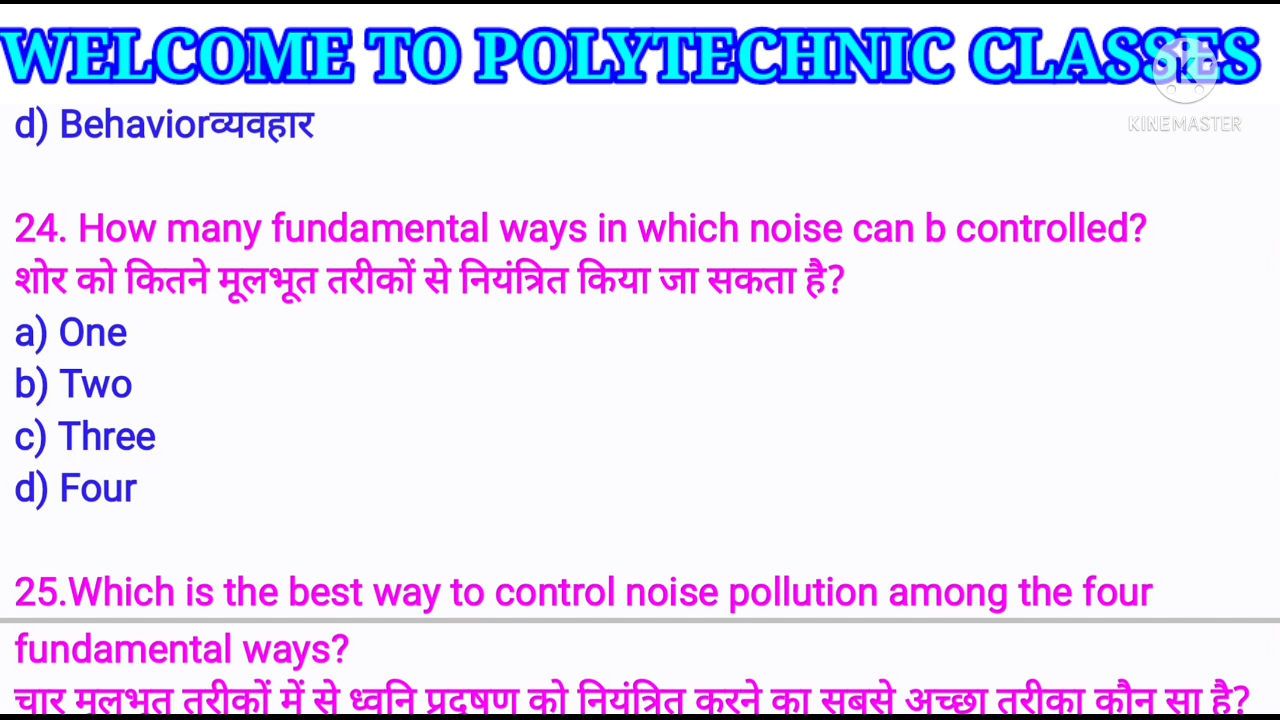 WELCOME TO POLYTECHNIC CLASSES
KINEMASTER
d) Behaviorव्यवहार
24. How many fundamental ways in which noise can b controlled?
शोर को कितने मूलभूत तरीकों से नियंत्रित किया जा सकता है?
a) One
b) Two
c) Three
d) Four
25.Which is the best way to control noise pollution among the four
fundamental ways?
चार मूलभूत तरीकों में से ध्वनि प्रदूषण को नियंत्रित करने का सबसे अच्छा तरीका कौन सा है?